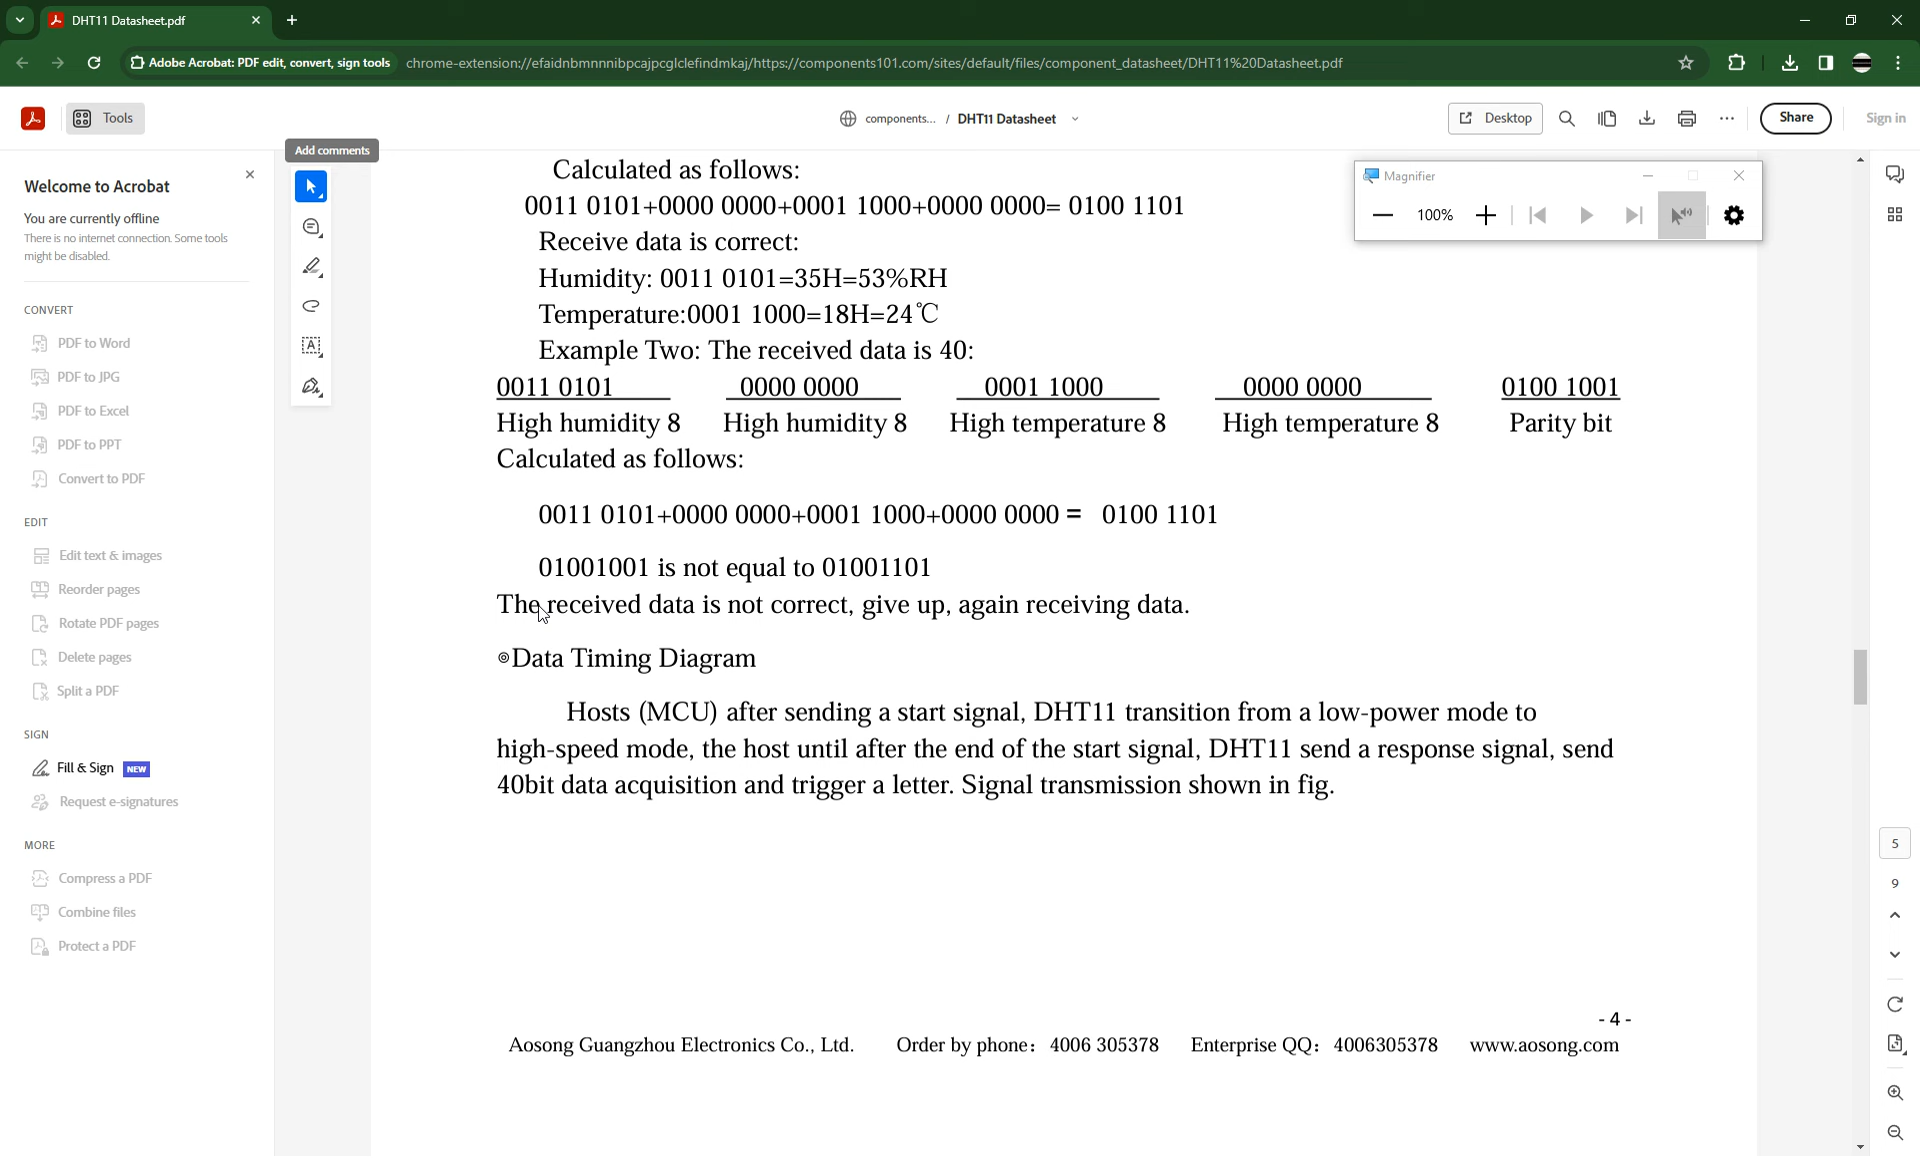 DHT11 Datasheet.pdf
Adobe Acrobat: PDF edit, convert, sign tools
chrome-extension://efaidnbmnnnibpcajpcglclefindmkaj/https://components101.com/sites/default/files/component_datasheet/DHT11%20Datasheet.pdf
Tools
components... / DHT11 Datasheet
Desktop
Share
Sign in
Add comments
Welcome to Acrobat
You are currently offline
There is no internet connection. Some tools
might be disabled.
CONVERT
PDF to Word
PDF to JPG
PDF to Excel
PDF to PPT
Convert to PDF
EDIT
Edit text & images
Reorder pages
Rotate PDF pages
Delete pages
Split a PDF
SIGN
Fill & Sign NEW
Request e-signatures
MORE
Compress a PDF
Combine files
Protect a PDF
Magnifier
100%
Calculated as follows:
0011 0101+0000 0000+0001 1000+0000 0000= 0100 1101
Receive data is correct:
Humidity: 0011 0101=35H=53%RH
Temperature:0001 1000=18H=24℃
Example Two: The received data is 40:
0011 0101 0000 0000 0001 1000 0000 0000 0100 1001
High humidity 8 High humidity 8 High temperature 8 High temperature 8 Parity bit
Calculated as follows:
0011 0101+0000 0000+0001 1000+0000 0000 = 0100 1101
01001001 is not equal to 01001101
The received data is not correct, give up, again receiving data.
◎Data Timing Diagram
Hosts (MCU) after sending a start signal, DHT11 transition from a low-power mode to
high-speed mode, the host until after the end of the start signal, DHT11 send a response signal, send
40bit data acquisition and trigger a letter. Signal transmission shown in fig.
- 4 -
Aosong Guangzhou Electronics Co., Ltd. Order by phone：4006 305378 Enterprise QQ：4006305378 www.aosong.com
5
9